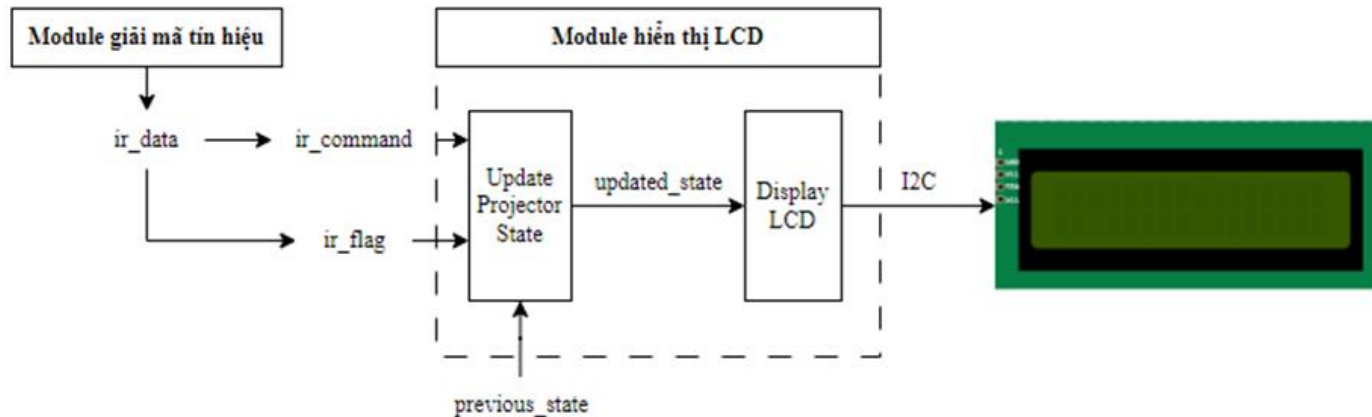 Module giải mã tín hiệu
Module hiển thị LCD
ir_data
ir_command
Update
Projector
State
updated_state
Display
LCD
I2C
ir_flag
previous_state